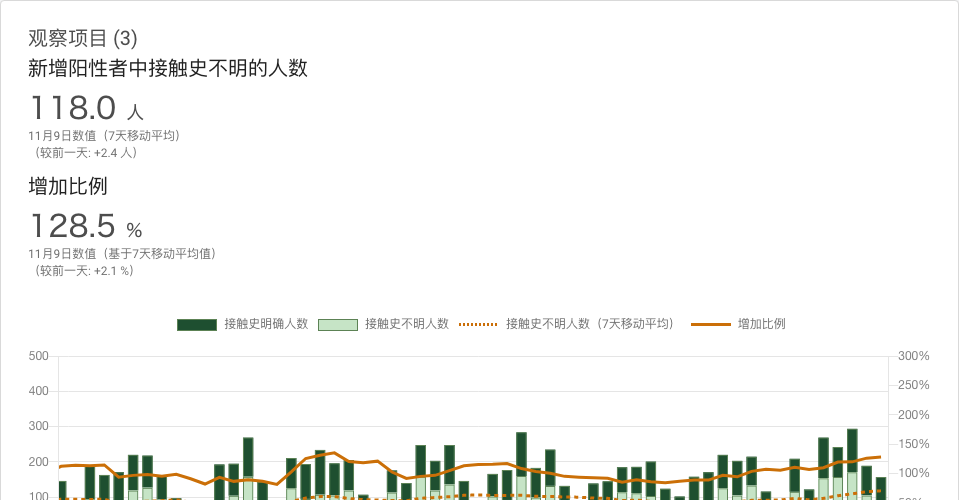 观察项目 (3)
新增阳性者中接触史不明的人数
118.0 人
11月9日数值（7天移动平均）
（较前一天: +2.4 人）
增加比例
128.5 %
11月9日数值（基于7天移动平均值）
（较前一天: +2.1 %）
接触史明确人数 接触史不明人数 接触史不明人数（7天移动平均） 增加比例
500 300%
400 250%
300 200%
200 150%
100 100%